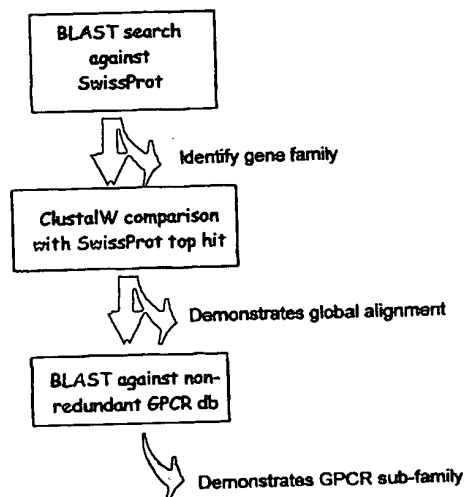 BLAST search
against
SwissProt
Identify gene family
ClustalW comparison
with SwissProt top hit
Demonstrates global alignment
BLAST against non-
redundant GPCR db
Demonstrates GPCR sub-family